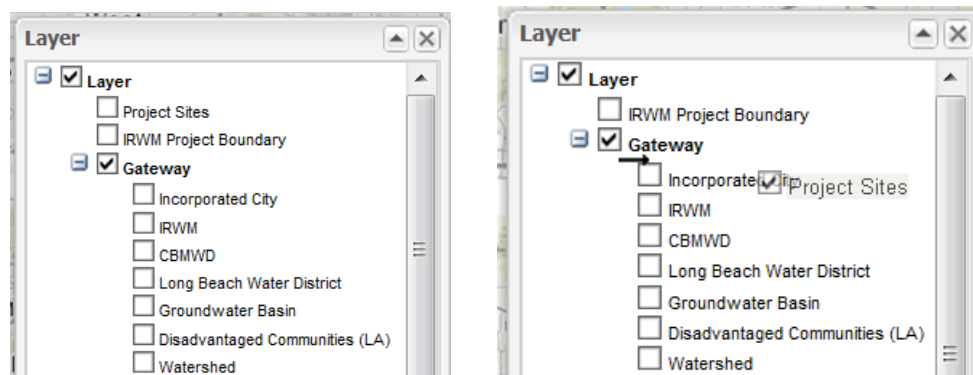 Layer
Layer
Project Sites
IRWM Project Boundary
Gateway
Incorporated City
IRWM
CBMWD
Long Beach Water District
Groundwater Basin
Disadvantaged Communities (LA)
Watershed
Layer
Layer
IRWM Project Boundary
Gateway
Incorporated City
Project Sites
IRWM
CBMWD
Long Beach Water District
Groundwater Basin
Disadvantaged Communities (LA)
Watershed